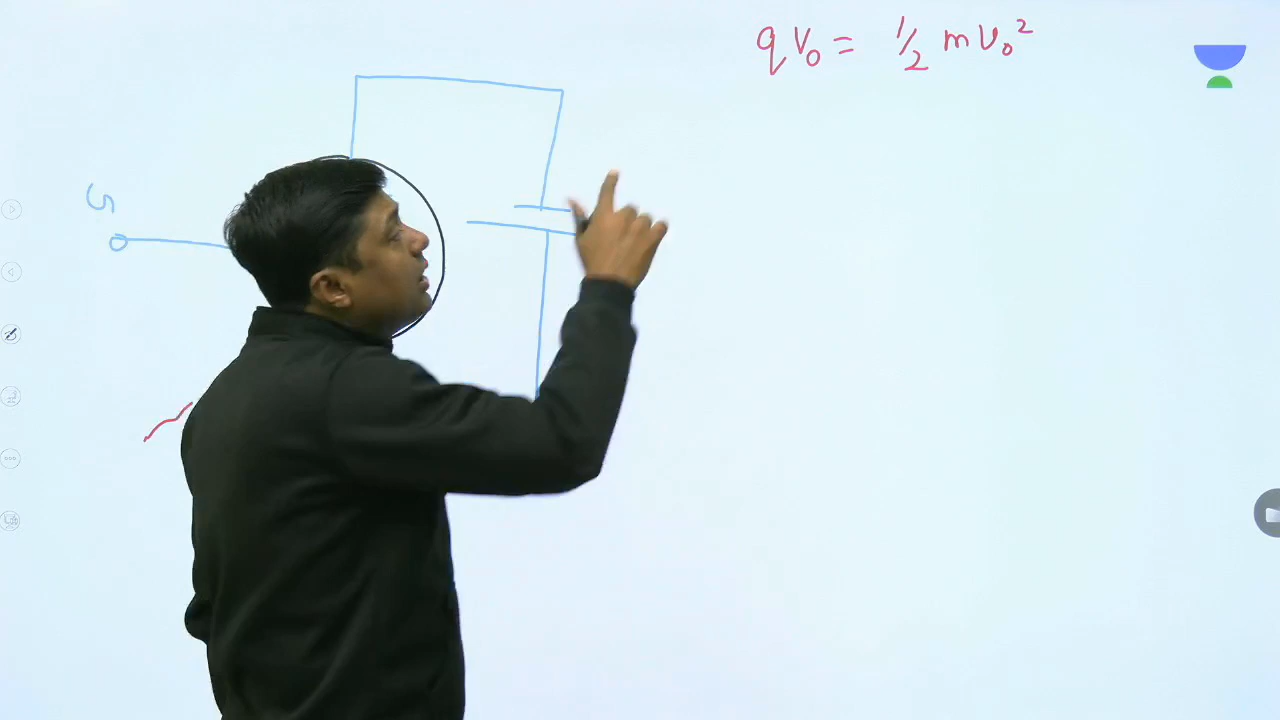 qV₀ = ½ mv₀²
S